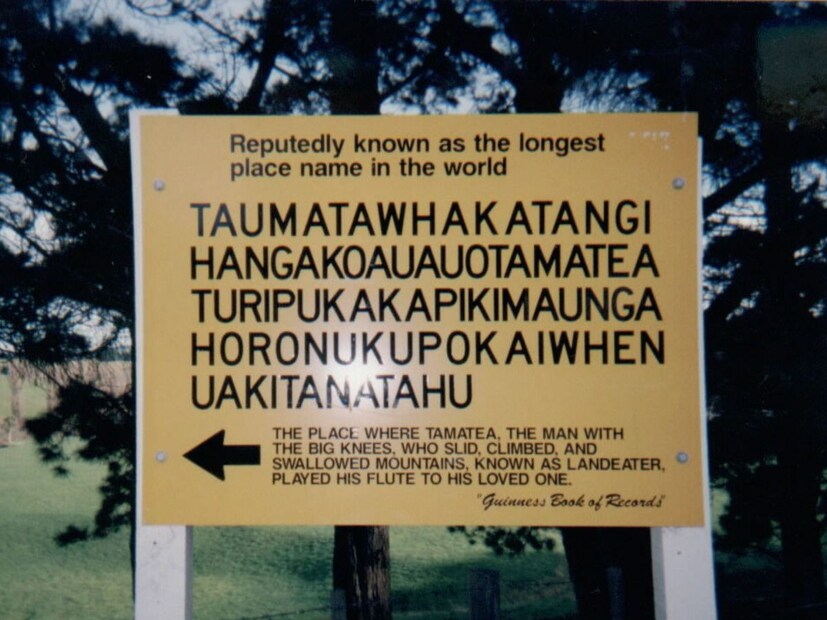 Reputedly known as the longest
place name in the world
TAUMATAWHAKATANGI
HANGAKOAUAUOTAMATEA
TURIPUKAKAPIKIMAUNGA
HORONUKUPOKAIWHEN
UAKITANATAHU
THE PLACE WHERE TAMATEA, THE MAN WITH
THE BIG KNEES, WHO SLID, CLIMBED, AND
SWALLOWED MOUNTAINS, KNOWN AS LANDEATER,
PLAYED HIS FLUTE TO HIS LOVED ONE.
"Guinness Book of Records"